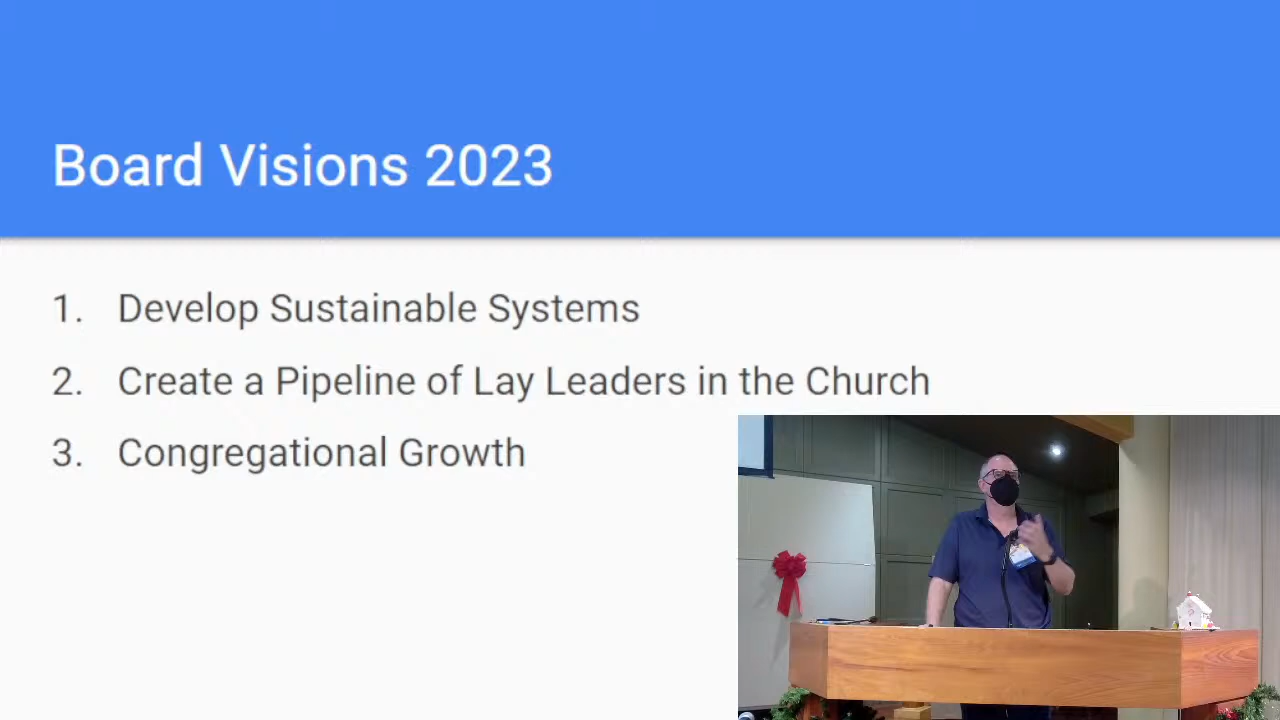 Board Visions 2023
1. Develop Sustainable Systems
2. Create a Pipeline of Lay Leaders in the Church
3. Congregational Growth